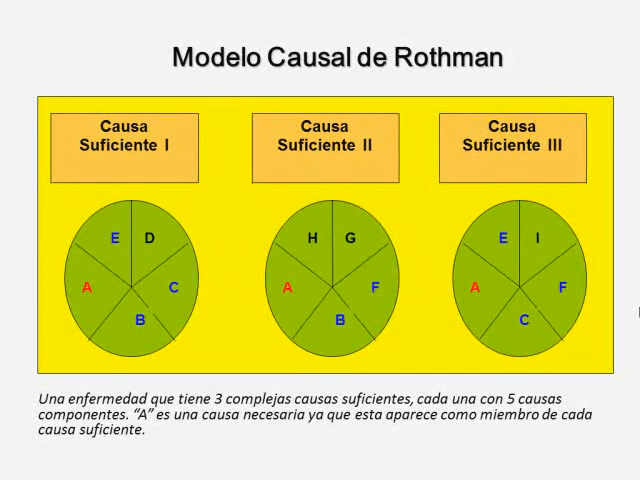 Modelo Causal de Rothman
Causa
Suficiente I
Causa
Suficiente II
Causa
Suficiente III
E D
A C
B
H G
A F
B
E I
A F
C
Una enfermedad que tiene 3 complejas causas suficientes, cada una con 5 causas
componentes. “A” es una causa necesaria ya que esta aparece como miembro de cada
causa suficiente.